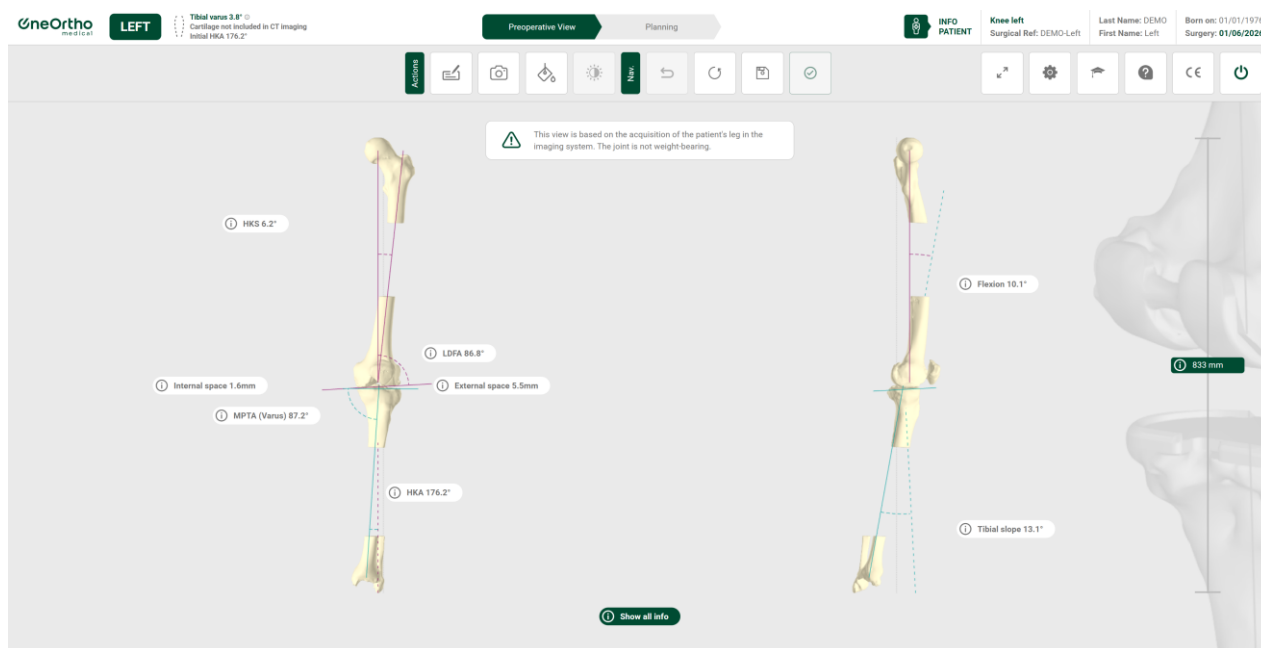 OneOrtho
medical
LEFT
Tibial varus 3.8°
Cartilage not included in CT imaging
Initial HKA 176.2°
Preoperative View
Planning
INFO
PATIENT
Knee left
Surgical Ref: DEMO-Left
Last Name: DEMO
First Name: Left
Born on: 01/01/1976
Surgery: 01/06/2026
Actions
Nav.
CE
This view is based on the acquisition of the patient's leg in the
imaging system. The joint is not weight-bearing.
HKS 6.2°
Flexion 10.1°
LDFA 86.8°
833 mm
Internal space 1.6mm
External space 5.5mm
MPTA (Varus) 87.2°
HKA 176.2°
Tibial slope 13.1°
Show all info